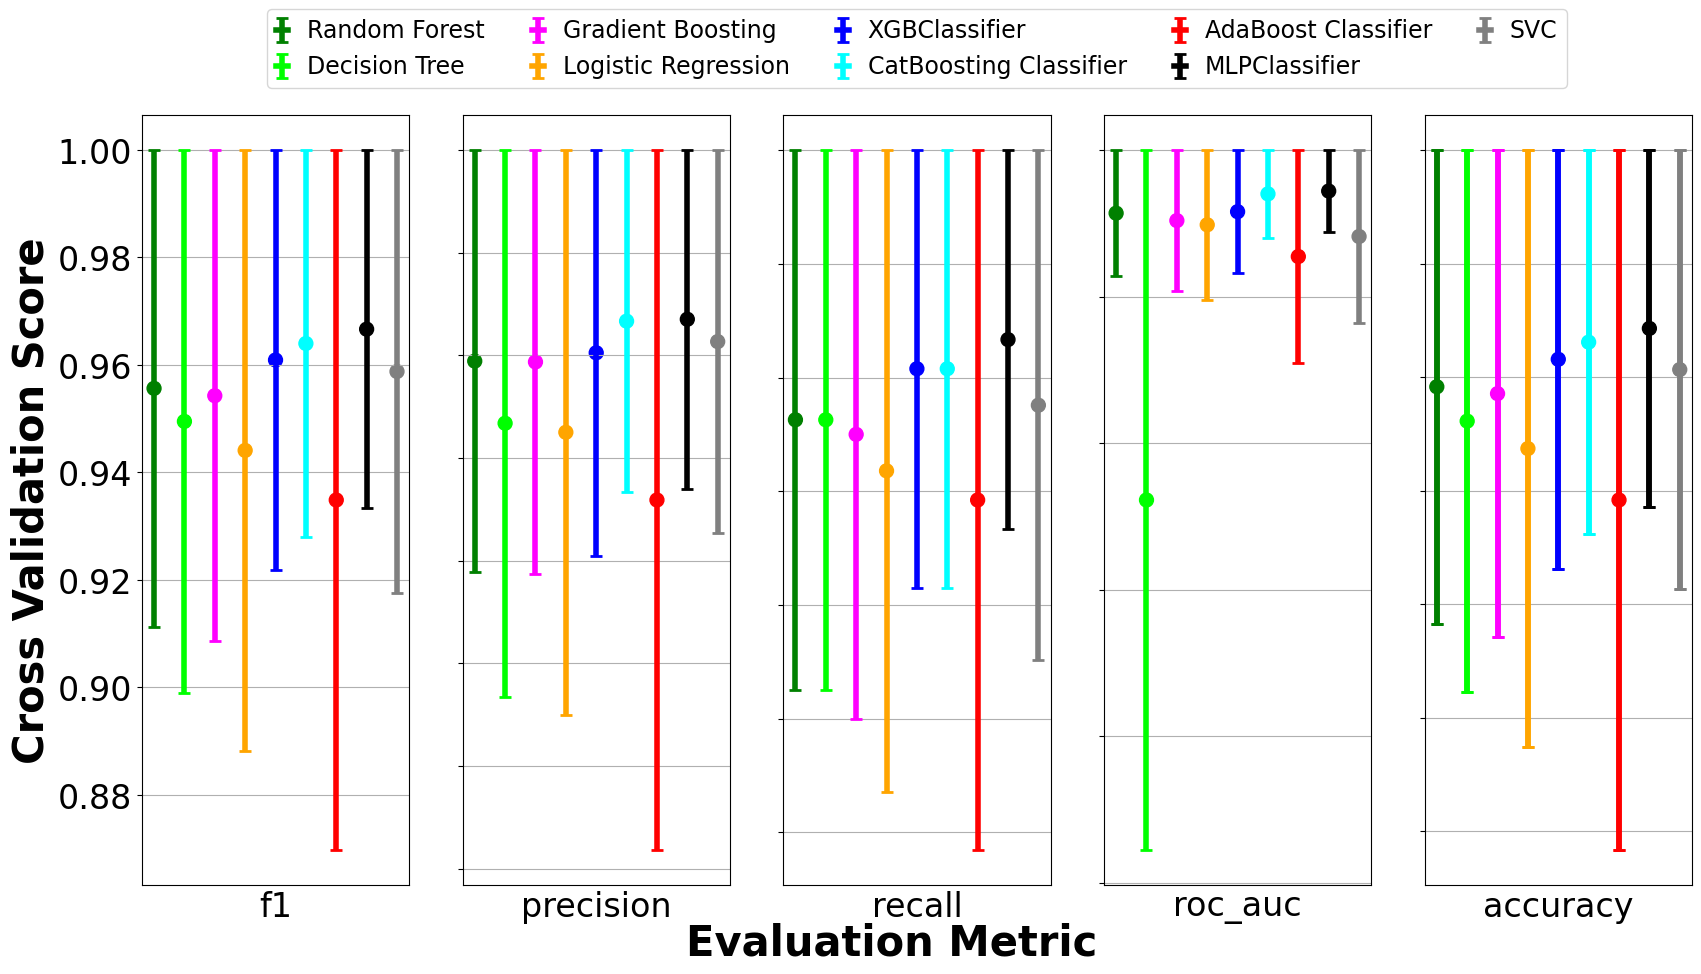 Random Forest Gradient Boosting XGBClassifier AdaBoost Classifier SVC
Decision Tree Logistic Regression CatBoosting Classifier MLPClassifier
Cross Validation Score
1.00
0.98
0.96
0.94
0.92
0.90
0.88
f1 precision recall roc_auc accuracy
Evaluation Metric